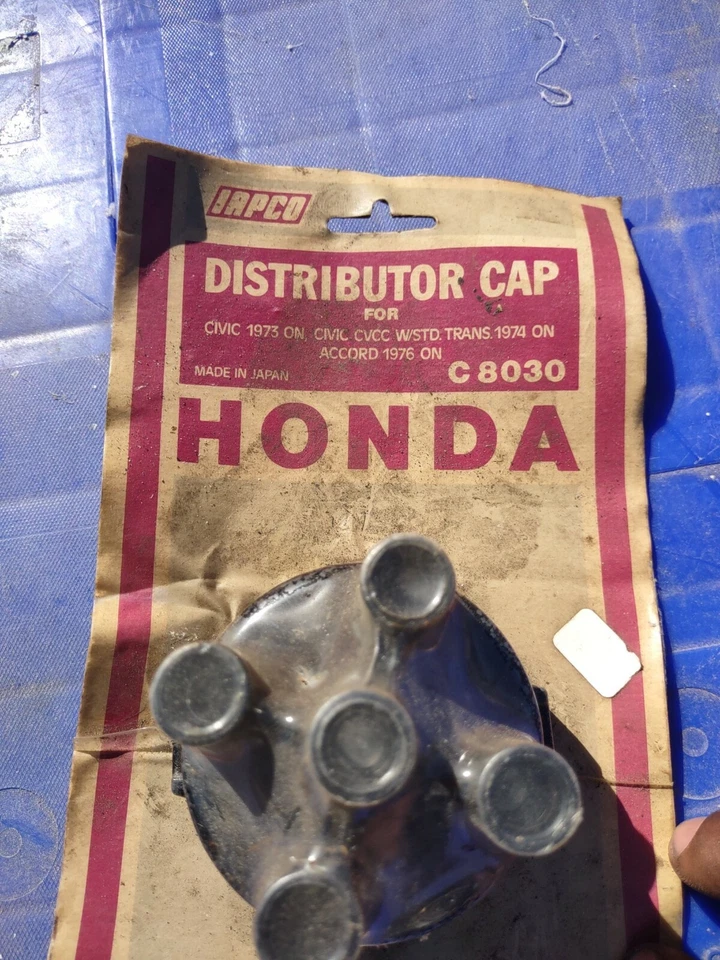 IAPCO
DISTRIBUTOR CAP
FOR
CIVIC 1973 ON, CIVIC CVCC W/STD. TRANS. 1974 ON
ACCORD 1976 ON
MADE IN JAPAN C 8030
HONDA